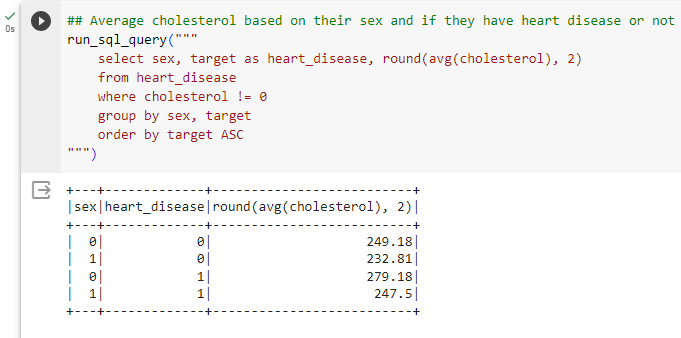 ## Average cholesterol based on their sex and if they have heart disease or not
0s
run_sql_query("""
    select sex, target as heart_disease, round(avg(cholesterol), 2)
    from heart_disease
    where cholesterol != 0
    group by sex, target
    order by target ASC
""")
+---+-------------+--------------------------+
|sex|heart_disease|round(avg(cholesterol), 2)|
+---+-------------+--------------------------+
|  0|            0|                    249.18|
|  1|            0|                    232.81|
|  0|            1|                    279.18|
|  1|            1|                     247.5|
+---+-------------+--------------------------+